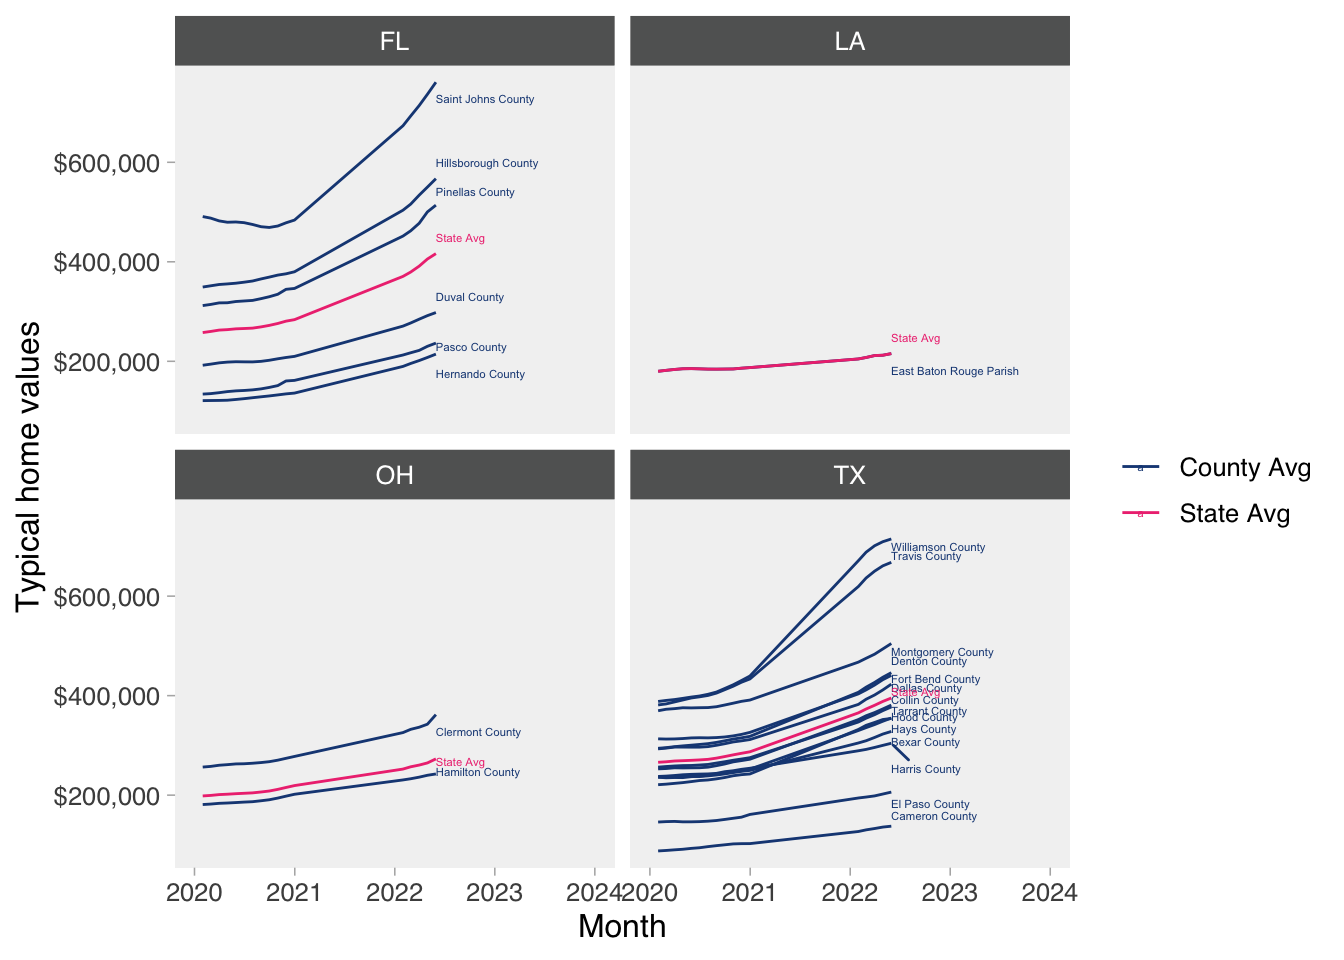 FL
LA
Saint Johns County
Hillsborough County
Pinellas County
State Avg
Duval County
Pasco County
Hernando County
$600,000
$400,000
$200,000
State Avg
East Baton Rouge Parish
Typical home values
OH
TX
Clermont County
State Avg
Hamilton County
$600,000
$400,000
$200,000
Williamson County
Travis County
Montgomery County
Denton County
Fort Bend County
Dallas County
State Avg
Collin County
Tarrant County
Hood County
Hays County
Bexar County
Harris County
El Paso County
Cameron County
2020 2021 2022 2023 2024
2020 2021 2022 2023 2024
Month
a County Avg
a State Avg